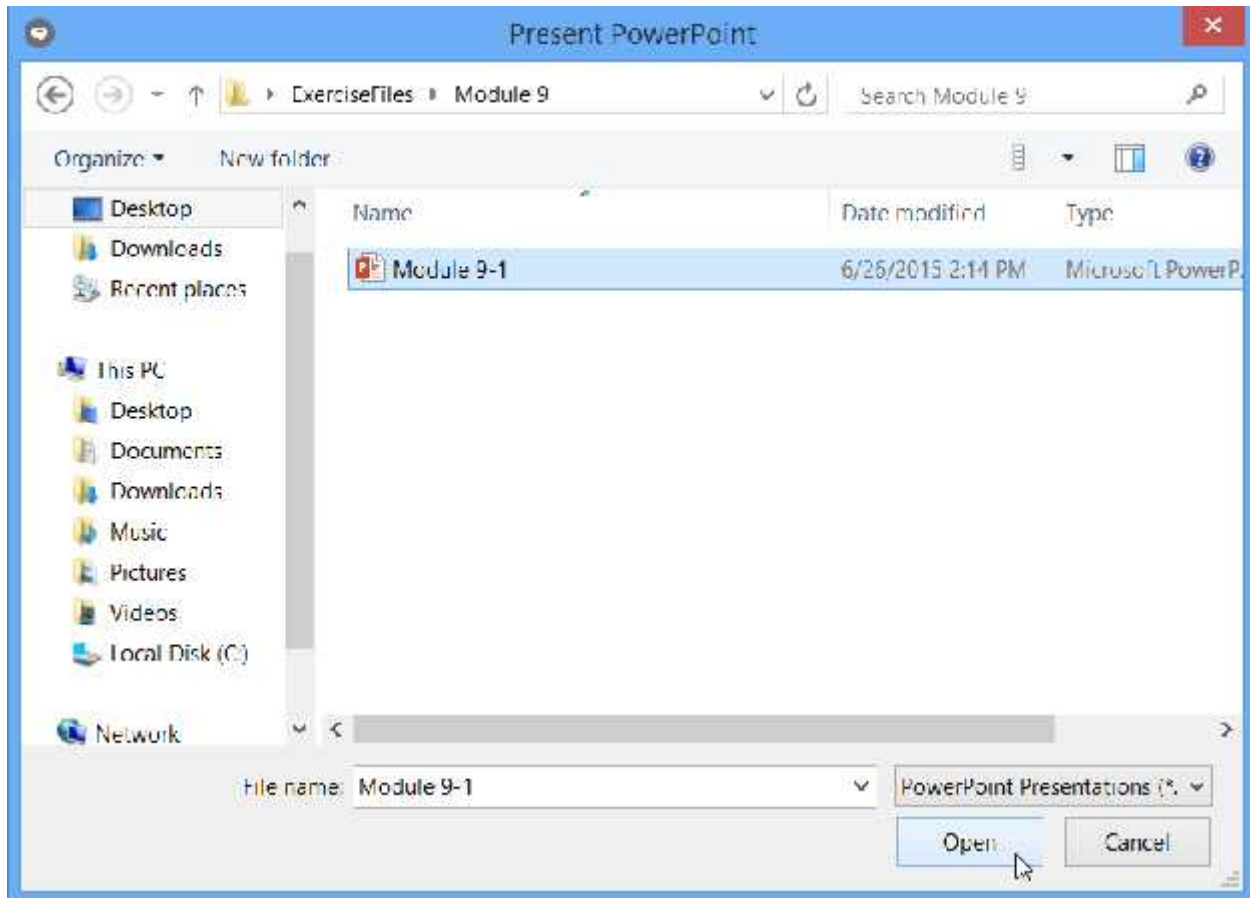 Present PowerPoint
ExerciseFiles Module 9
Search Module 9
Organize New folder
Desktop
Downloads
Recent places
This PC
Desktop
Documents
Downloads
Music
Pictures
Videos
Local Disk (C:)
Network
Name Date modified Type
Module 9-1 6/26/2015 2:14 PM Microsoft PowerP
File name: Module 9-1
PowerPoint Presentations (*.
Open Cancel